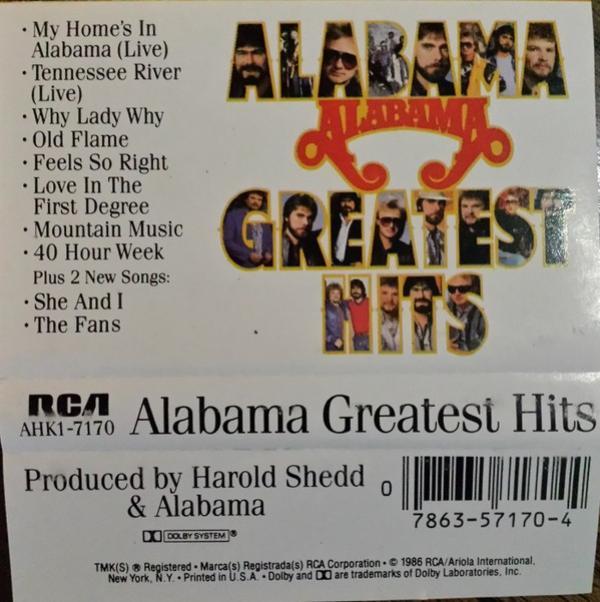 • My Home's In
Alabama (Live)
• Tennessee River
(Live)
• Why Lady Why
• Old Flame
• Feels So Right
• Love In The
First Degree
• Mountain Music
• 40 Hour Week
Plus 2 New Songs:
• She And I
• The Fans
ALABAMA
ALABAMA
GREATEST
HITS
RCA
AHK1-7170
Alabama Greatest Hits
Produced by Harold Shedd
& Alabama
DOLBY SYSTEM ®
0 7863-57170-4
TMK(S) ® Registered • Marca(s) Registrada(s) RCA Corporation • © 1986 RCA/Ariola International,
New York, N.Y. • Printed in U.S.A. • Dolby and DD are trademarks of Dolby Laboratories, Inc.